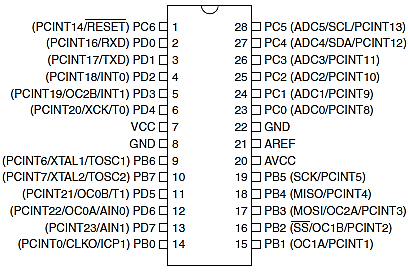 (PCINT14/RESET) PC6 1 28 PC5 (ADC5/SCL/PCINT13)
(PCINT16/RXD) PD0 2 27 PC4 (ADC4/SDA/PCINT12)
(PCINT17/TXD) PD1 3 26 PC3 (ADC3/PCINT11)
(PCINT18/INT0) PD2 4 25 PC2 (ADC2/PCINT10)
(PCINT19/OC2B/INT1) PD3 5 24 PC1 (ADC1/PCINT9)
(PCINT20/XCK/T0) PD4 6 23 PC0 (ADC0/PCINT8)
VCC 7 22 GND
GND 8 21 AREF
(PCINT6/XTAL1/TOSC1) PB6 9 20 AVCC
(PCINT7/XTAL2/TOSC2) PB7 10 19 PB5 (SCK/PCINT5)
(PCINT21/OC0B/T1) PD5 11 18 PB4 (MISO/PCINT4)
(PCINT22/OC0A/AIN0) PD6 12 17 PB3 (MOSI/OC2A/PCINT3)
(PCINT23/AIN1) PD7 13 16 PB2 (SS/OC1B/PCINT2)
(PCINT0/CLKO/ICP1) PB0 14 15 PB1 (OC1A/PCINT1)